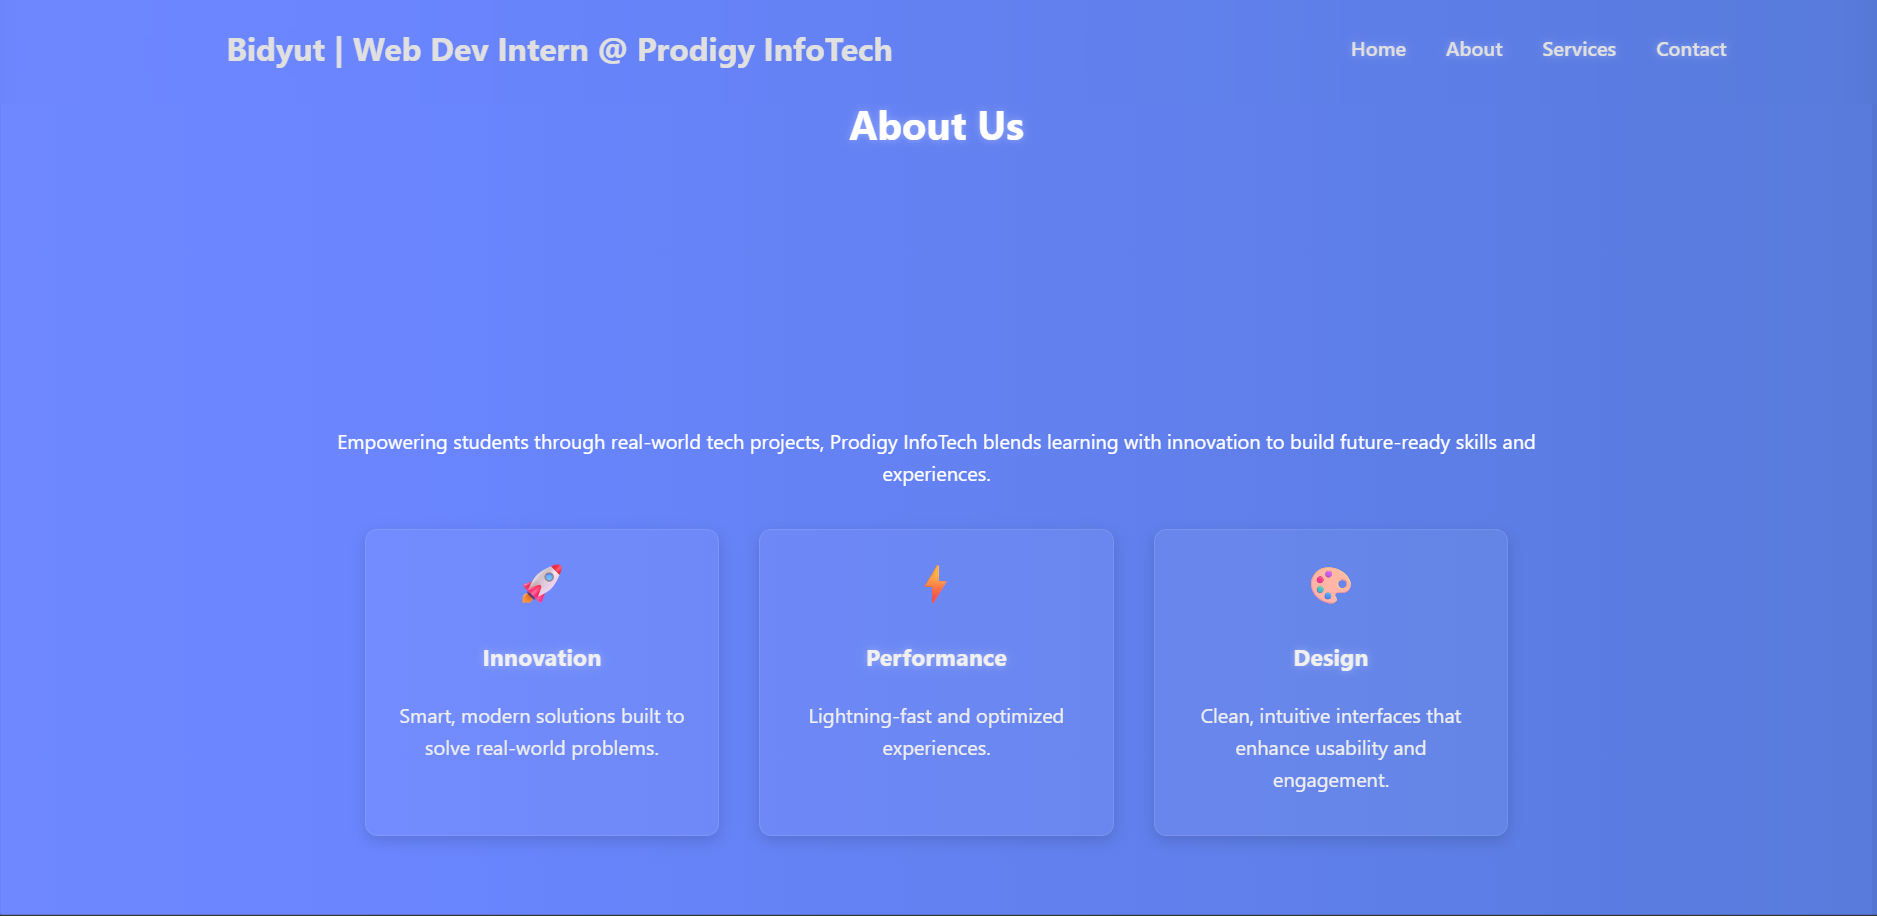 Bidyut | Web Dev Intern @ Prodigy InfoTech
Home
About
Services
Contact
About Us
Empowering students through real-world tech projects, Prodigy InfoTech blends learning with innovation to build future-ready skills and
experiences.
Innovation
Smart, modern solutions built to
solve real-world problems.
Performance
Lightning-fast and optimized
experiences.
Design
Clean, intuitive interfaces that
enhance usability and
engagement.